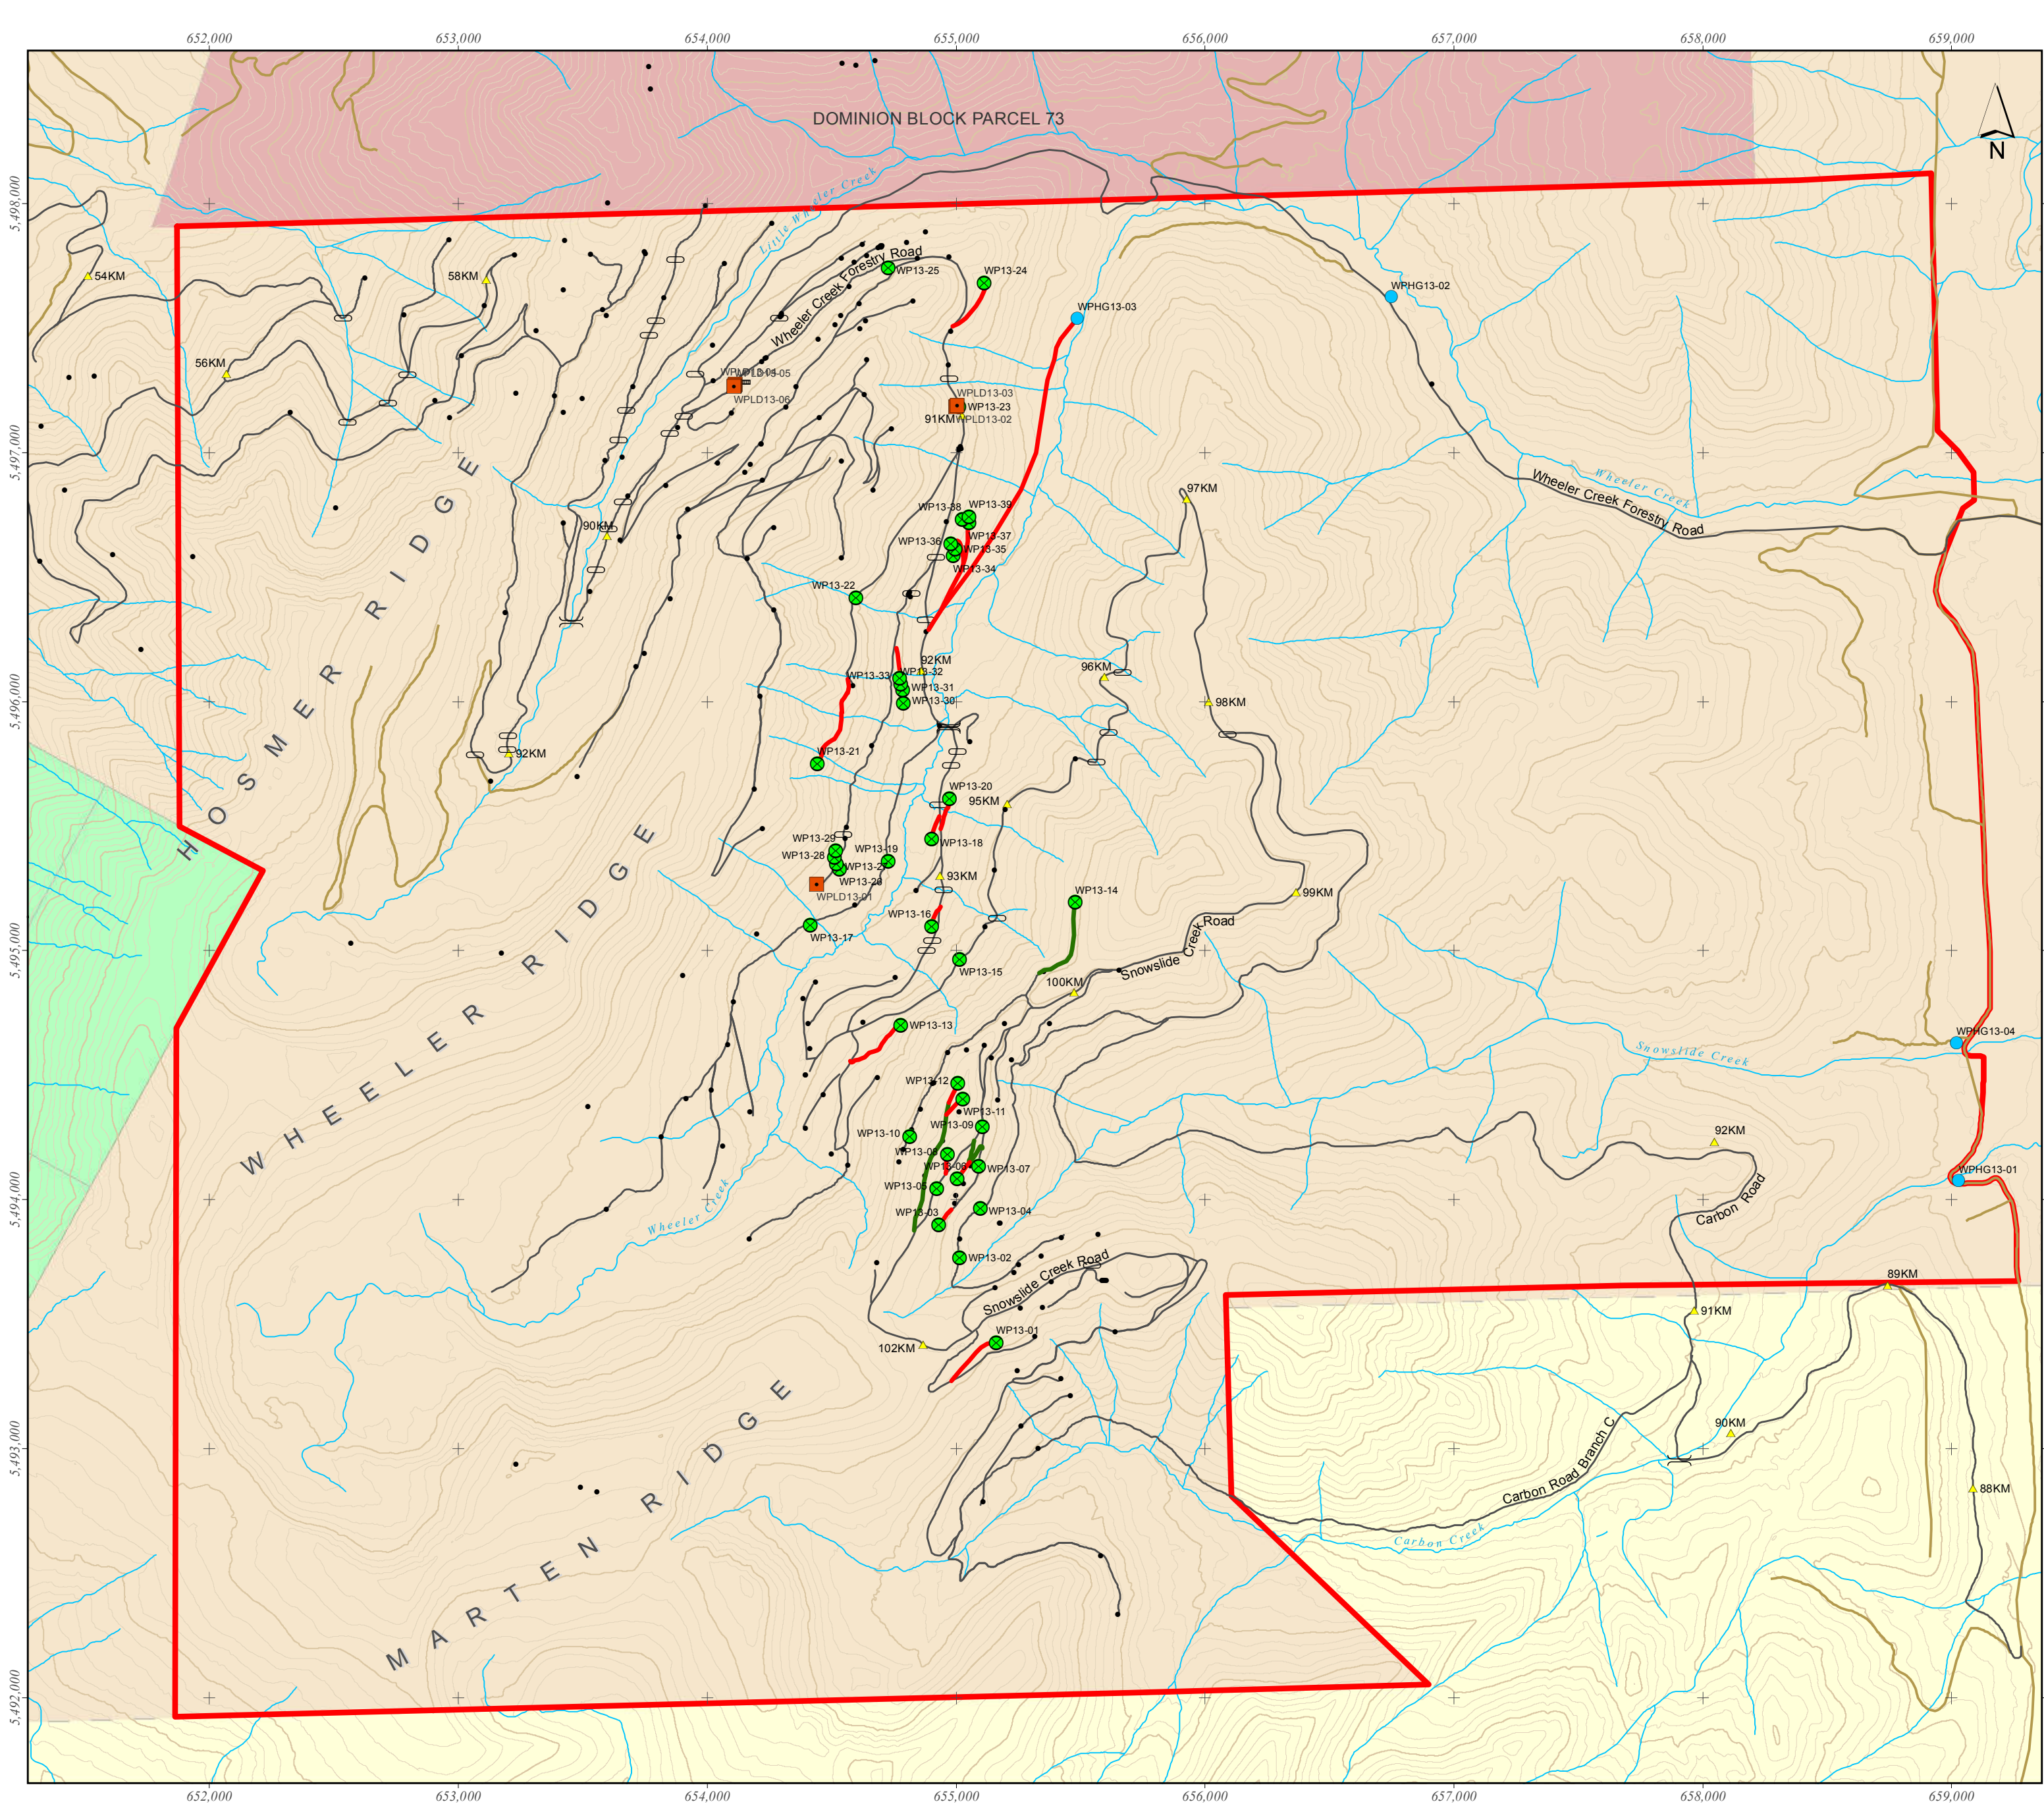 652,000
653,000
654,000
655,000
656,000
657,000
658,000
659,000
DOMINION BLOCK PARCEL 73
N
5,498,000
Little Wheeler Creek
54KM
58KM
Wheeler Creek Forestry Road
WP13-25
WP13-24
WPHG13-02
WPHG13-03
56KM
WPLD13-05
WPLD13-06
WPLD13-03
WP13-23
91KM
WPLD13-02
5,497,000
HOSMER RIDGE
97KM
Wheeler Creek
Wheeler Creek Forestry Road
WP13-38
WP13-39
90KM
WP13-37
WP13-36
WP13-35
WP13-34
WP13-22
92KM
96KM
WP13-33
WP13-32
WP13-31
WP13-30
98KM
5,496,000
92KM
WP13-21
WP13-20
95KM
WP13-29
WP13-18
WP13-28
WP13-19
WP13-27
WP13-26
93KM
WPLD13-01
99KM
WP13-14
WHEELER RIDGE
WP13-16
WP13-17
Snowslide Creek Road
5,495,000
WP13-15
100KM
WP13-13
WPHG13-04
Snowslide Creek
WP13-12
WP13-11
WP13-09
WP13-10
92KM
WP13-08
WP13-06
WP13-07
WPHG13-01
WP13-05
5,494,000
Wheeler Creek
WP13-03
WP13-04
Carbon Road
WP13-02
Snowslide Creek Road
89KM
91KM
WP13-01
102KM
MARTEN RIDGE
90KM
5,493,000
Carbon Road Branch C
88KM
Carbon Creek
5,492,000
652,000
653,000
654,000
655,000
656,000
657,000
658,000
659,000